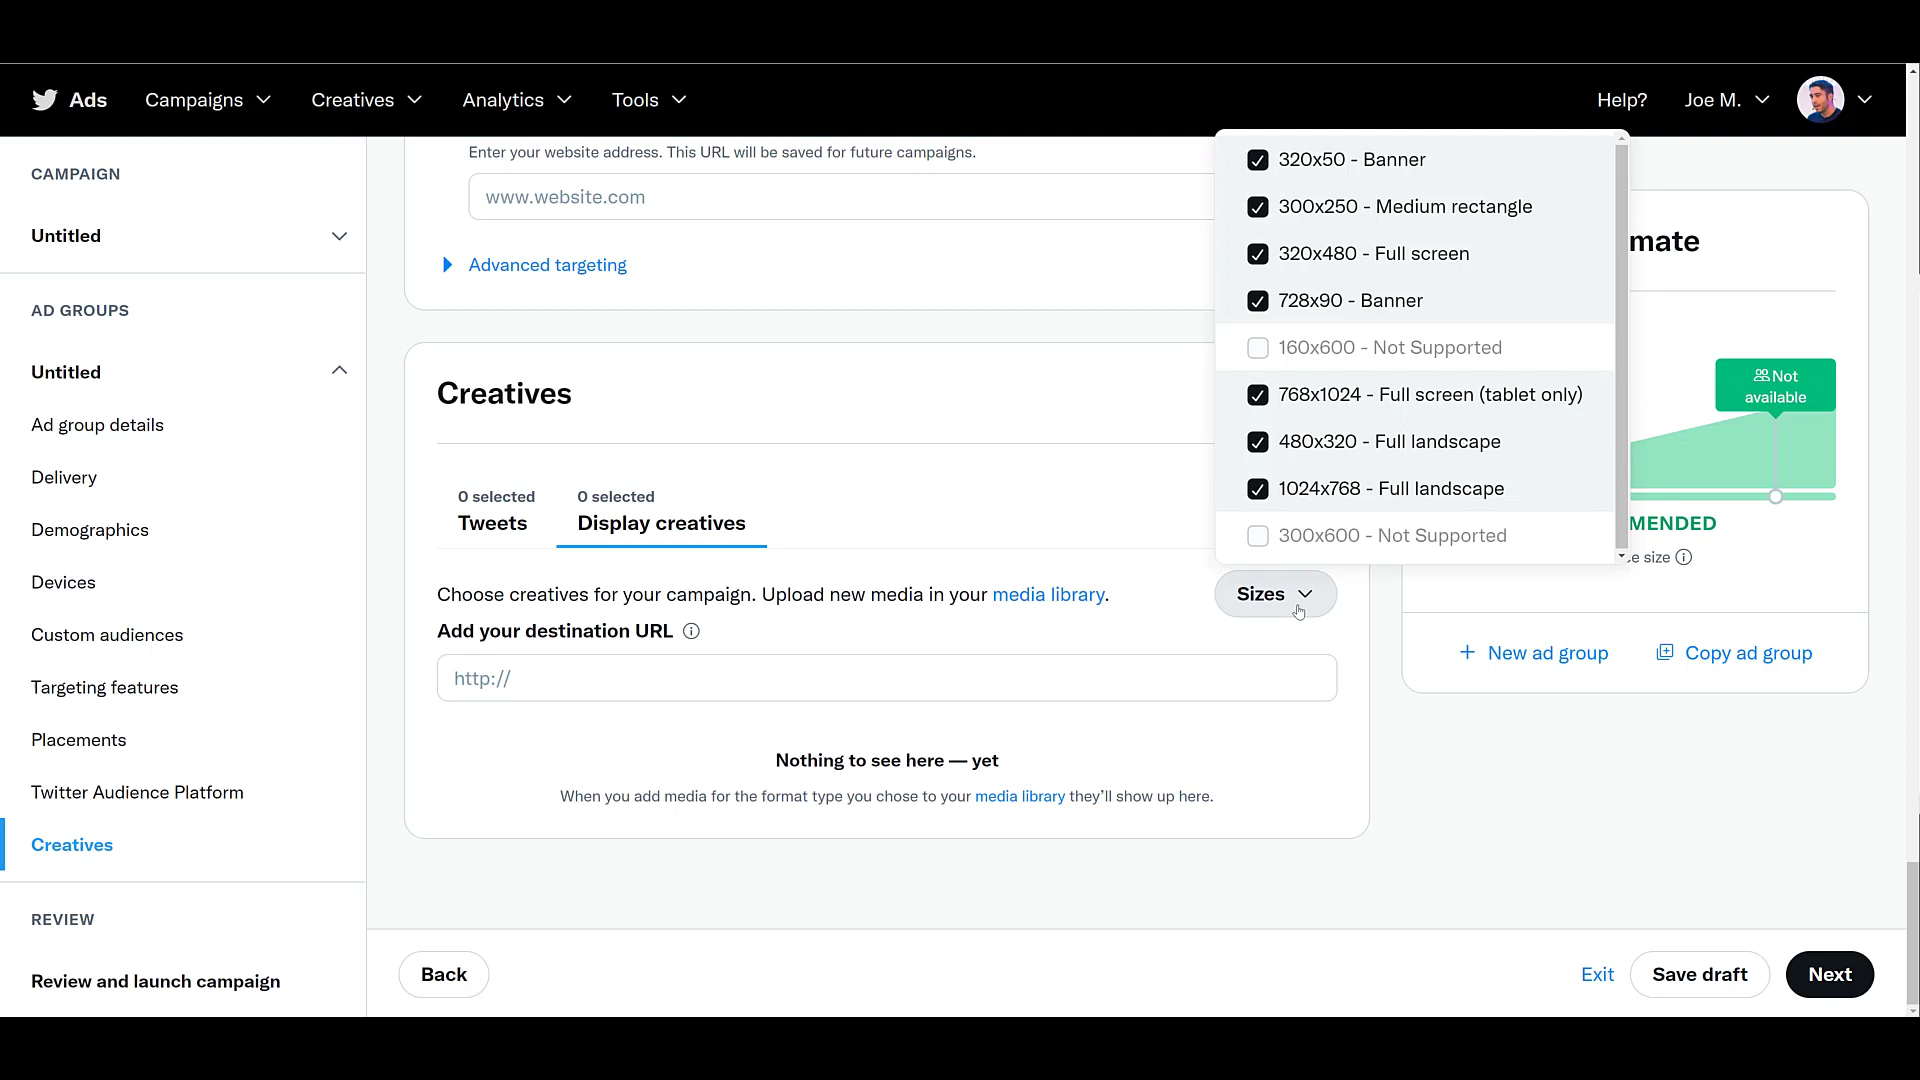 Ads
Campaigns
Creatives
Analytics
Tools
Help?
Joe M.
CAMPAIGN
Untitled
AD GROUPS
Untitled
Ad group details
Delivery
Demographics
Devices
Custom audiences
Targeting features
Placements
Twitter Audience Platform
Creatives
REVIEW
Review and launch campaign
Enter your website address. This URL will be saved for future campaigns.
www.website.com
Advanced targeting
Creatives
0 selected
Tweets
0 selected
Display creatives
Choose creatives for your campaign. Upload new media in your media library.
Sizes
Add your destination URL
http://
Nothing to see here — yet
When you add media for the format type you chose to your media library they'll show up here.
320x50 - Banner
300x250 - Medium rectangle
320x480 - Full screen
728x90 - Banner
160x600 - Not Supported
768x1024 - Full screen (tablet only)
480x320 - Full landscape
1024x768 - Full landscape
300x600 - Not Supported
mate
Not
available
MENDED
e size
New ad group
Copy ad group
Back
Exit
Save draft
Next